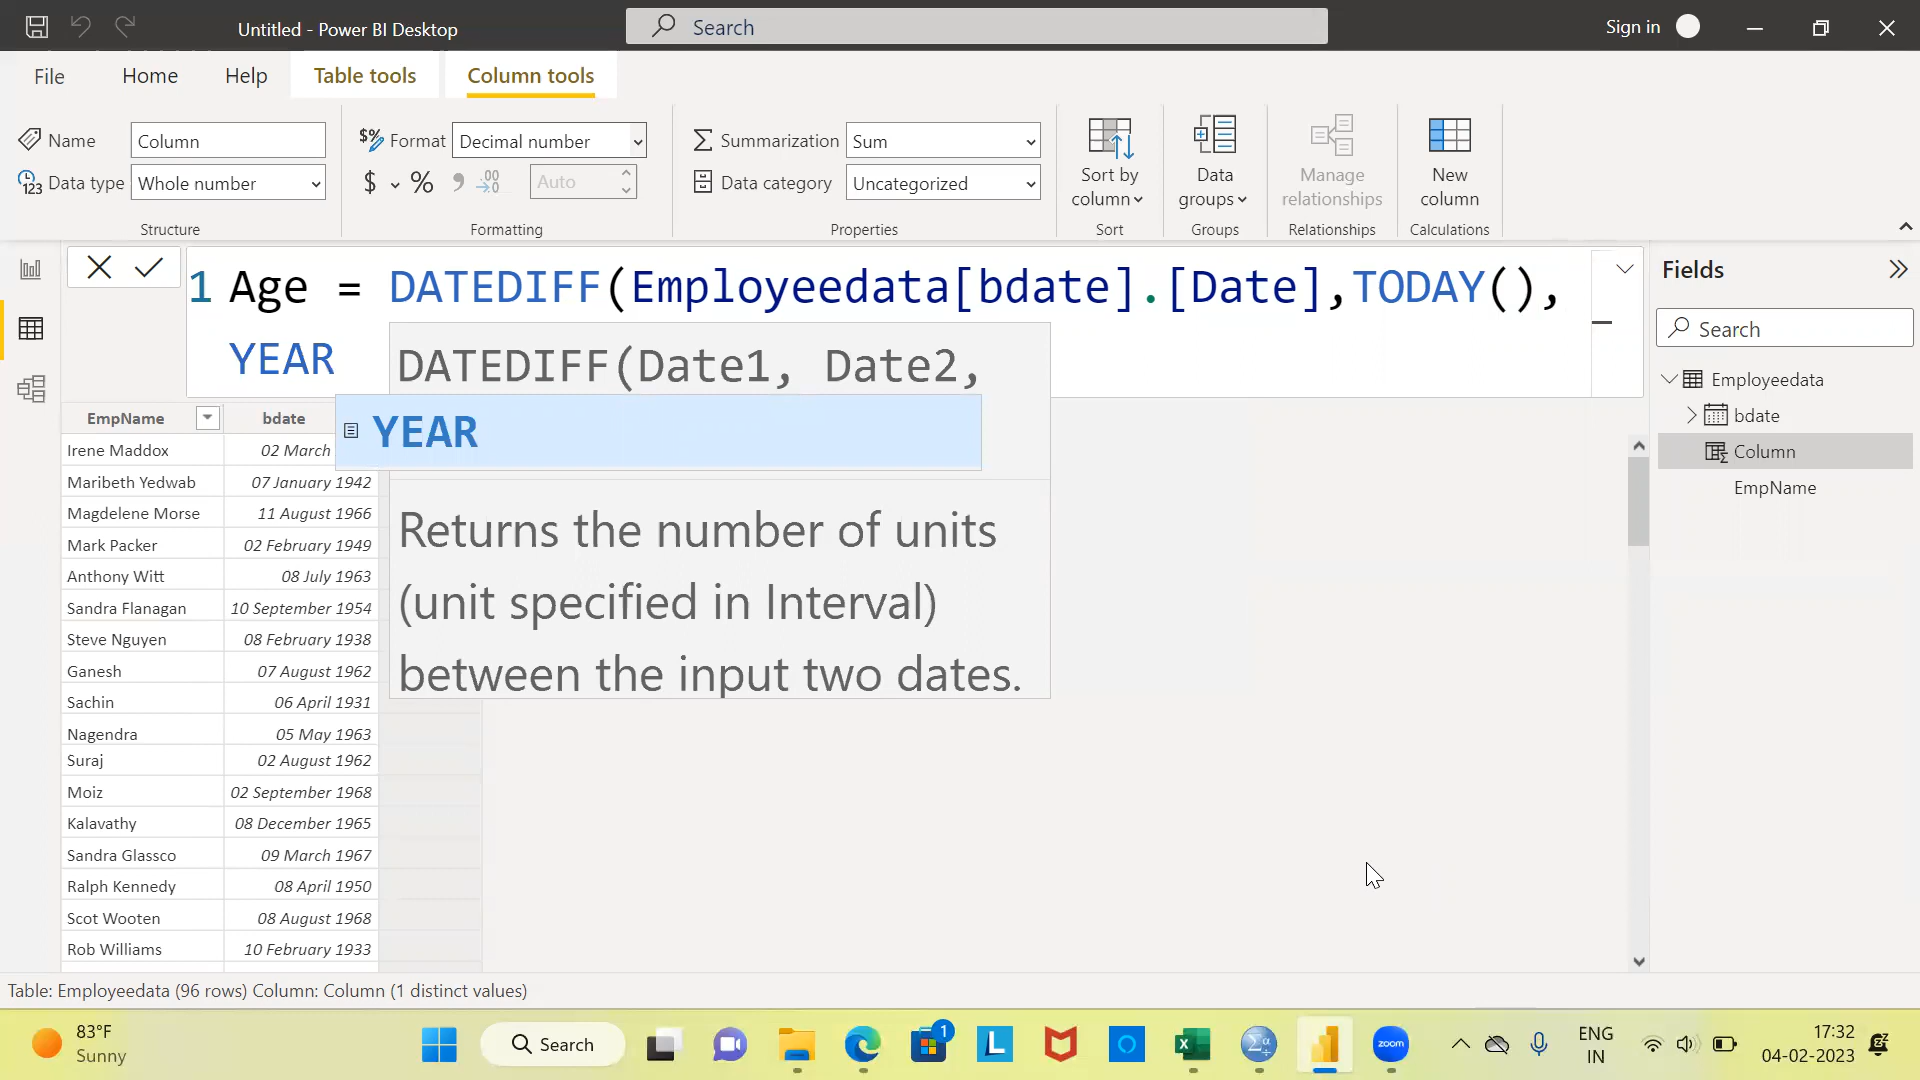 Untitled - Power BI Desktop
Search
Sign in
File
Home
Help
Table tools
Column tools
Name
Column
$% Format
Decimal number
Summarization
Sum
Sort by
column
Data
groups
Manage
relationships
New
column
123 Data type
Whole number
$
%
,
.00
Auto
Data category
Uncategorized
Structure
Formatting
Properties
Sort
Groups
Relationships
Calculations
1 Age = DATEDIFF(Employeedata[bdate].[Date],TODAY(),
YEAR
DATEDIFF(Date1, Date2,
YEAR
Returns the number of units
(unit specified in Interval)
between the input two dates.
EmpName
bdate
Irene Maddox
02 March
Maribeth Yedwab
07 January 1942
Magdelene Morse
11 August 1966
Mark Packer
02 February 1949
Anthony Witt
08 July 1963
Sandra Flanagan
10 September 1954
Steve Nguyen
08 February 1938
Ganesh
07 August 1962
Sachin
06 April 1931
Nagendra
05 May 1963
Suraj
02 August 1962
Moiz
02 September 1968
Kalavathy
08 December 1965
Sandra Glassco
09 March 1967
Ralph Kennedy
08 April 1950
Scot Wooten
08 August 1968
Rob Williams
10 February 1933
Fields
Search
Employeedata
bdate
Column
EmpName
Table: Employeedata (96 rows) Column: Column (1 distinct values)
83°F
Sunny
Search
1
L
X
Σα
zoom
ENG
IN
17:32
04-02-2023